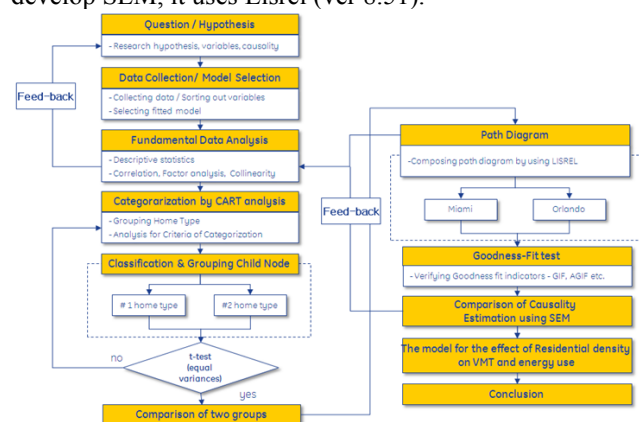 develop SEM, it uses Lisrel (ver 8.51).
Question / Hypothesis
- Research hypothesis, variables, causality
Data Collection/ Model Selection
- Collecting data / Sorting out variables
- Selecting fitted model
Feed-back
Fundamental Data Analysis
- Descriptive statistics
- Correlation, Factor analysis, Collinearity
Categorarization by CART analysis
- Grouping Home Type
- Analysis for Criteria of Categorization
Classification & Grouping Child Node
# 1 home type
#2 home type
no
t-test
(equal
variances)
yes
Comparison of two groups
Feed-back
Path Diagram
-Composing path diagram by using LISREL
Miami
Orlando
Goodness-Fit test
- Verifying Goodness fit indicators - GIF, AGIF etc.
Comparison of Causality
Estimation using SEM
The model for the effect of Residential density
on VMT and energy use
Conclusion